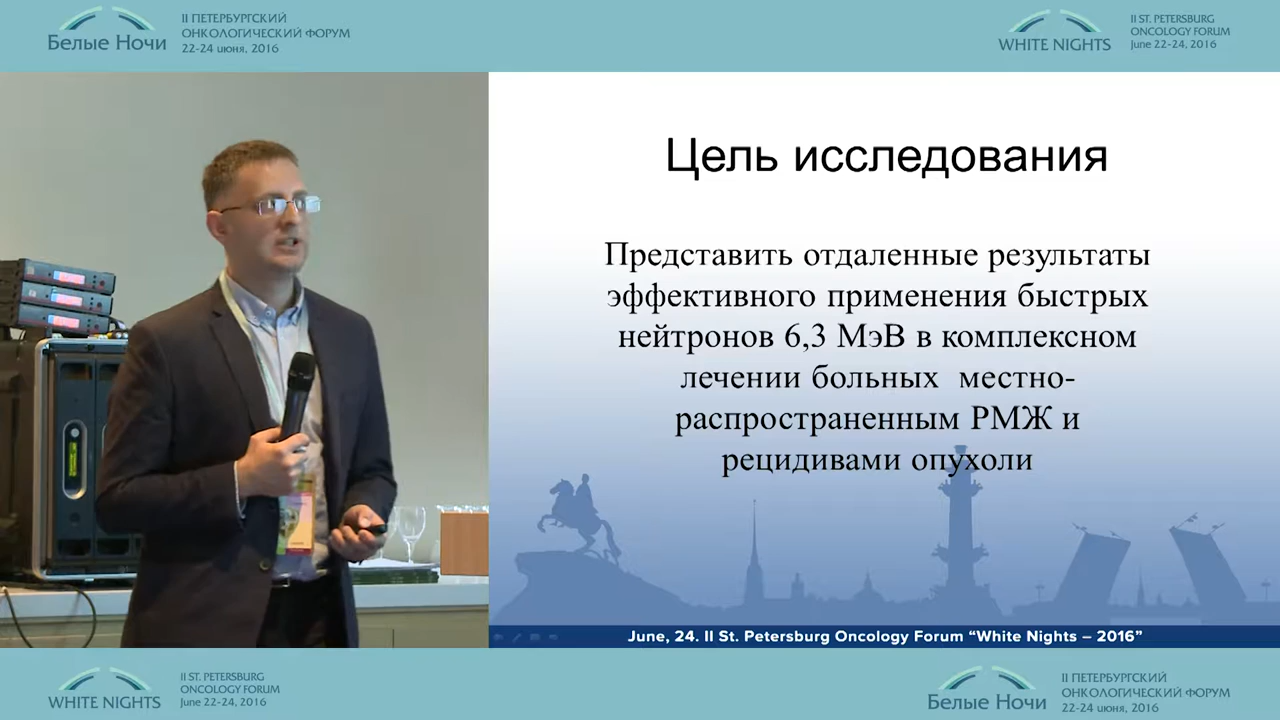 Белые Ночи
II ПЕТЕРБУРГСКИЙ
ОНКОЛОГИЧЕСКИЙ ФОРУМ
22-24 июня, 2016
WHITE NIGHTS
II ST. PETERSBURG
ONCOLOGY FORUM
June 22-24, 2016
Цель исследования
Представить отдаленные результаты
эффективного применения быстрых
нейтронов 6,3 МэВ в комплексном
лечении больных местно-
распространенным РМЖ и
рецидивами опухоли
June, 24. II St. Petersburg Oncology Forum “White Nights – 2016”
WHITE NIGHTS
II ST. PETERSBURG
ONCOLOGY FORUM
June 22-24, 2016
Белые Ночи
II ПЕТЕРБУРГСКИЙ
ОНКОЛОГИЧЕСКИЙ ФОРУМ
22-24 июня, 2016